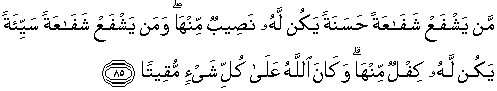 مَّن يَشْفَعْ شَفَـٰعَةً حَسَنَةً يَكُن لَّهُۥ نَصِيبٌ مِّنْهَا ۖ وَمَن يَشْفَعْ شَفَـٰعَةً سَيِّئَةً
يَكُن لَّهُۥ كِفْلٌ مِّنْهَا ۗ وَكَانَ ٱللَّهُ عَلَىٰ كُلِّ شَىْءٍ مُّقِيتًا ﴿٨٥﴾